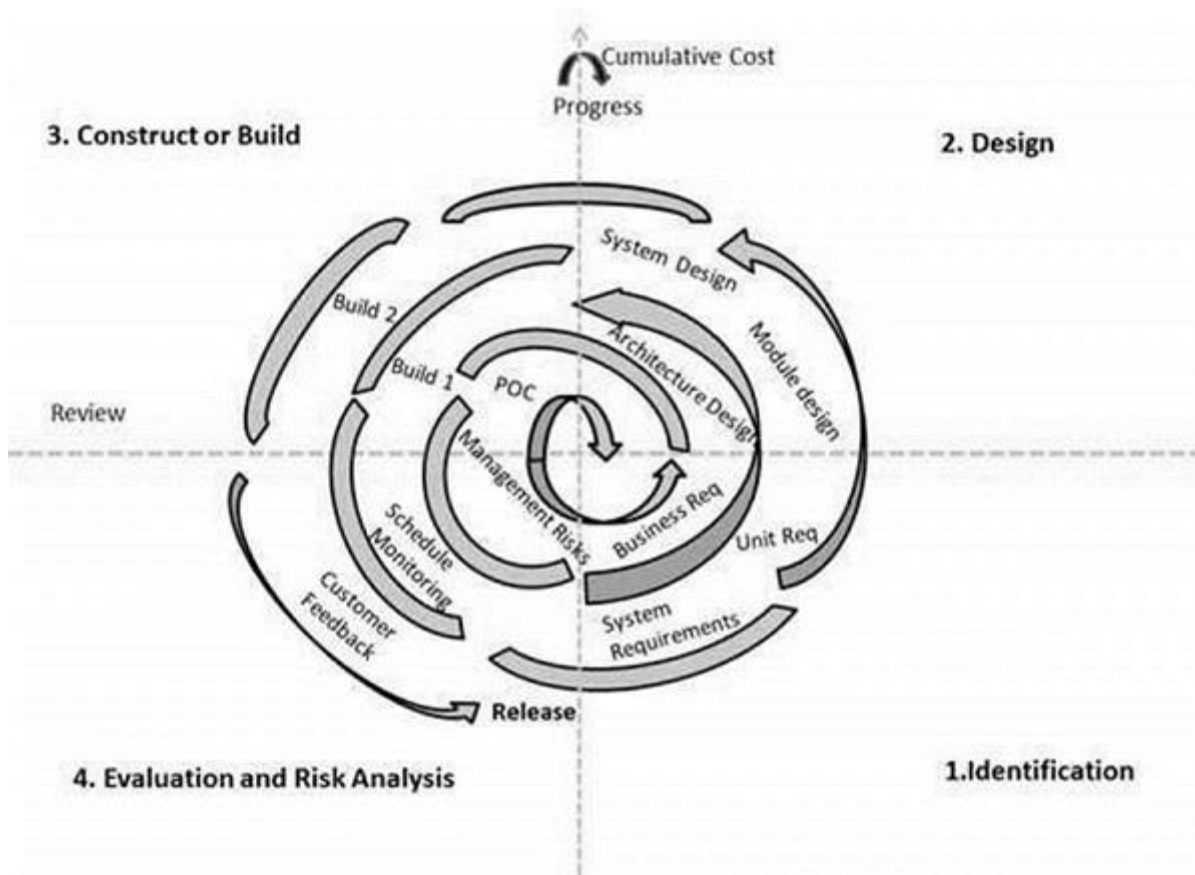 Cumulative Cost
Progress
3. Construct or Build
2. Design
System Design
Build 2
Module design
Architecture Design
Build 1
POC
Review
Management Risks
Business Req
Unit Req
Schedule
Monitoring
Customer
Feedback
System
Requirements
Release
4. Evaluation and Risk Analysis
1.Identification